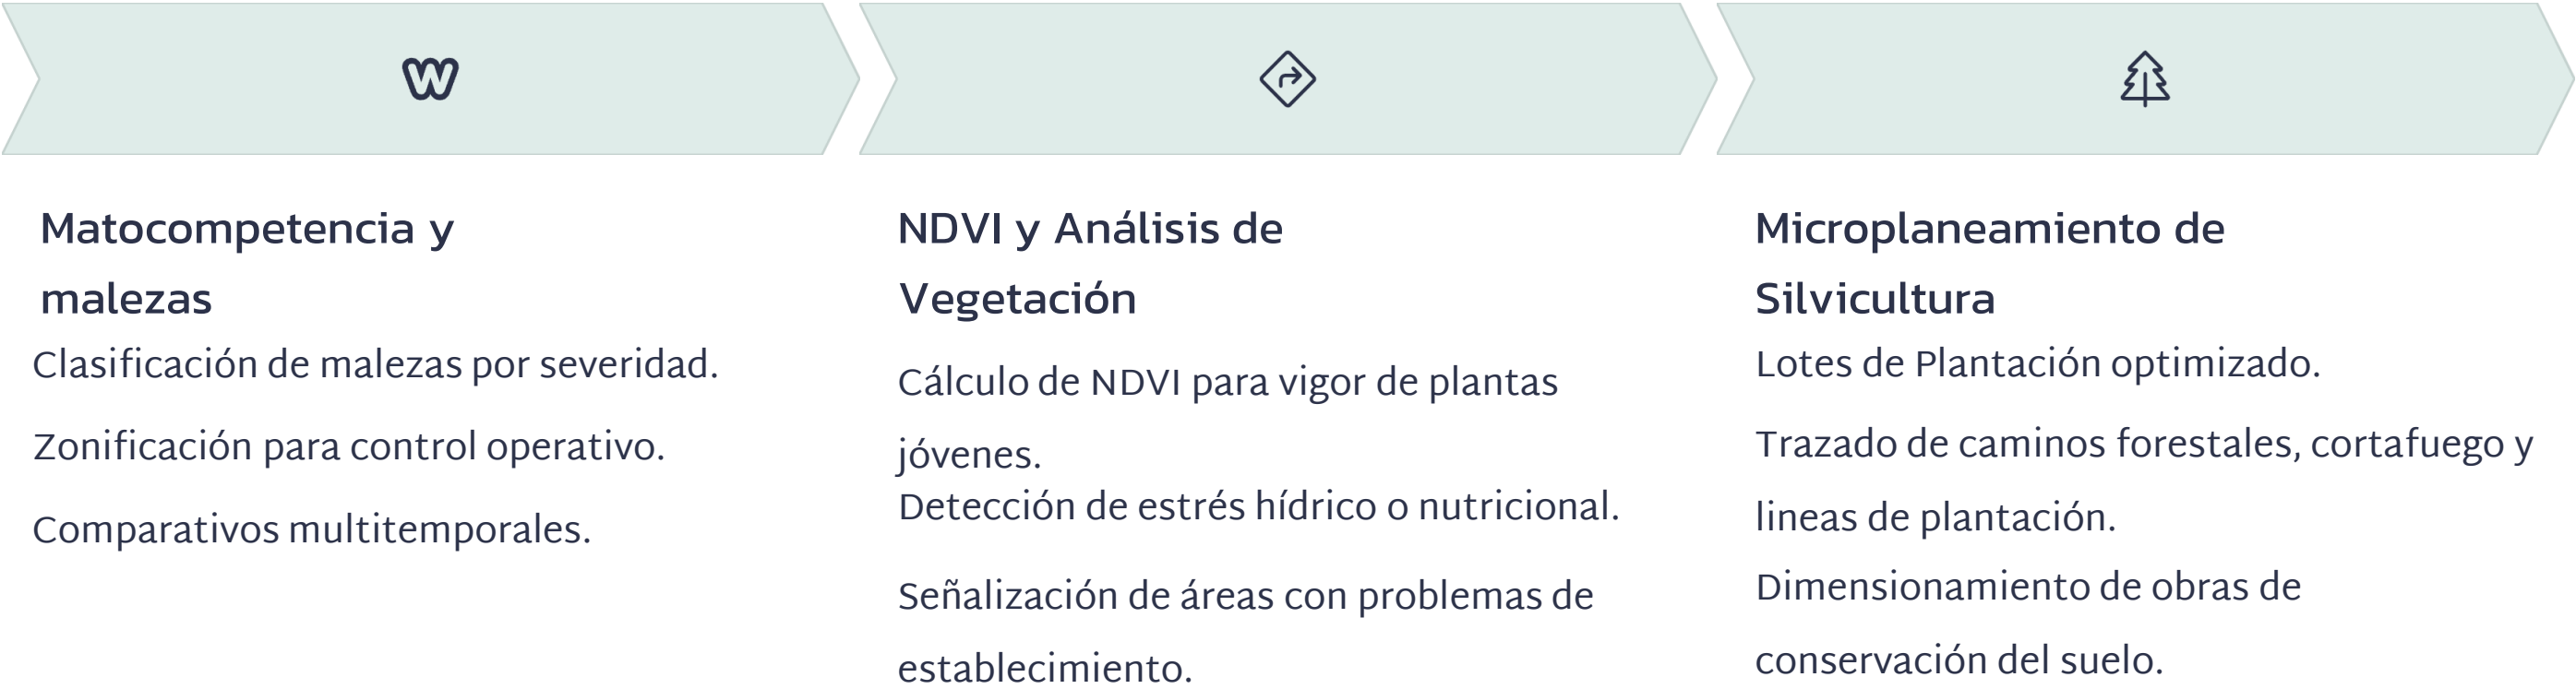 Matocompetencia y
malezas
Clasificación de malezas por severidad.
Zonificación para control operativo.
Comparativos multitemporales.
NDVI y Análisis de
Vegetación
Cálculo de NDVI para vigor de plantas
jóvenes.
Detección de estrés hídrico o nutricional.
Señalización de áreas con problemas de
establecimiento.
Microplaneamiento de
Silvicultura
Lotes de Plantación optimizado.
Trazado de caminos forestales, cortafuego y
lineas de plantación.
Dimensionamiento de obras de
conservación del suelo.